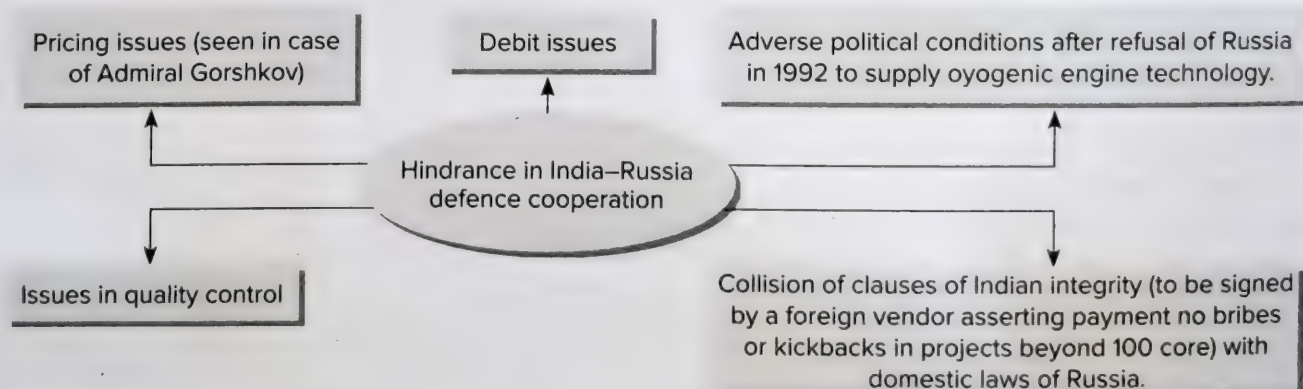 Pricing issues (seen in case
of Admiral Gorshkov)
Debit issues
Adverse political conditions after refusal of Russia
in 1992 to supply oyogenic engine technology.
Hindrance in India–Russia
defence cooperation
Issues in quality control
Collision of clauses of Indian integrity (to be signed
by a foreign vendor asserting payment no bribes
or kickbacks in projects beyond 100 core) with
domestic laws of Russia.